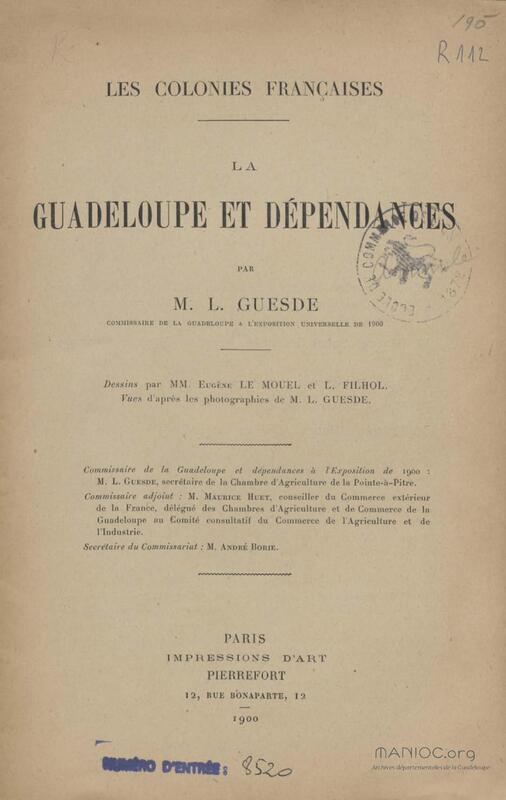 195
R 112
LES COLONIES FRANÇAISES
LA
GUADELOUPE ET DÉPENDANCES
PAR
M. L. GUESDE
COMMISSAIRE DE LA GUADELOUPE A L'EXPOSITION UNIVERSELLE DE 1900
Dessins par MM. Eugène LE MOUEL et L. FILHOL.
Vues d'après les photographies de M. L. GUESDE.
Commissaire de la Guadeloupe et dépendances à l'Exposition de 1900 :
M. L. Guesde, secrétaire de la Chambre d'Agriculture de la Pointe-à-Pitre.
Commissaire adjoint : M. Maurice Huet, conseiller du Commerce extérieur
de la France, délégné des Chambres d'Agriculture et de Commerce de la
Guadeloupe au Comité consultatif du Commerce de l'Agriculture et de
l'Industrie.
Secrétaire du Commissariat : M. André Borie.
PARIS
IMPRESSIONS D'ART
PIERREFORT
12, RUE BONAPARTE, 12
1900
NUMÉRO D'ENTRÉE : 8520
MANIOC.org
Archives départementales de la Guadeloupe